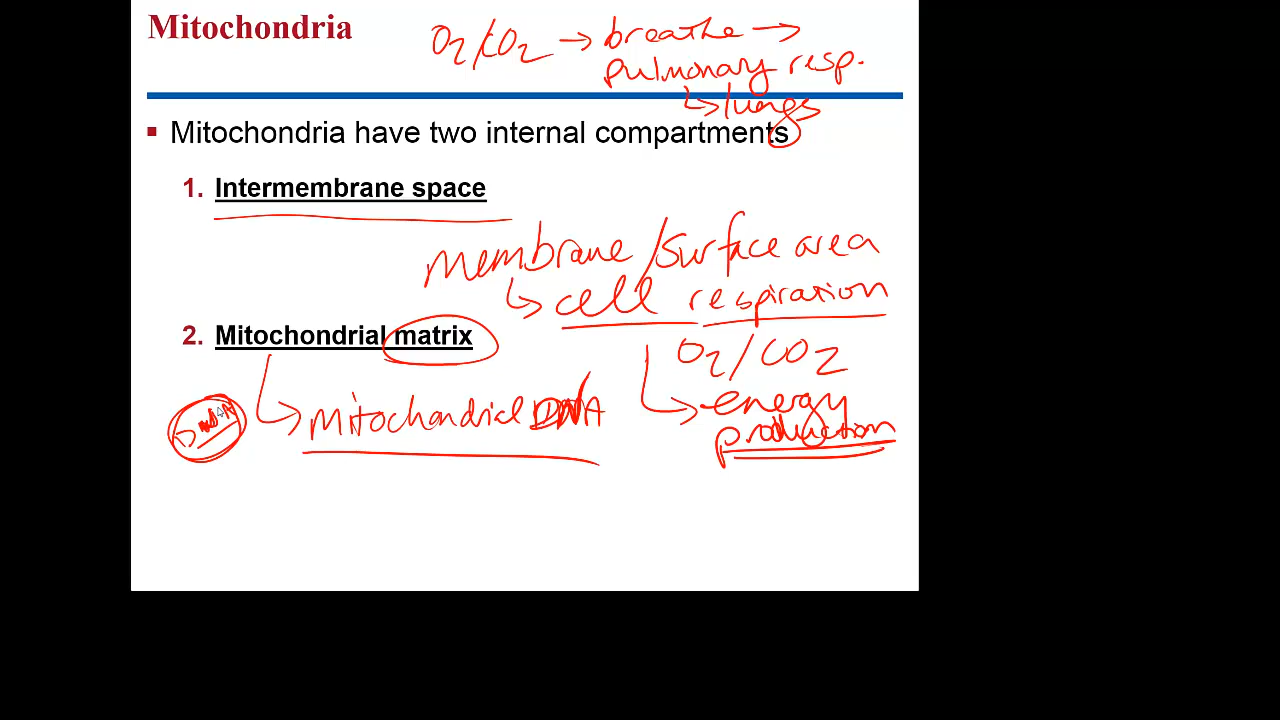 Mitochondria
O2/CO2 → breathe →
pulmonary resp.
↳ lungs
▪ Mitochondria have two internal compartments
1. Intermembrane space
membrane/surface area
↳ cell respiration
2. Mitochondrial matrix
O2/CO2
↳ energy
production
↳ mitochondrial DNA